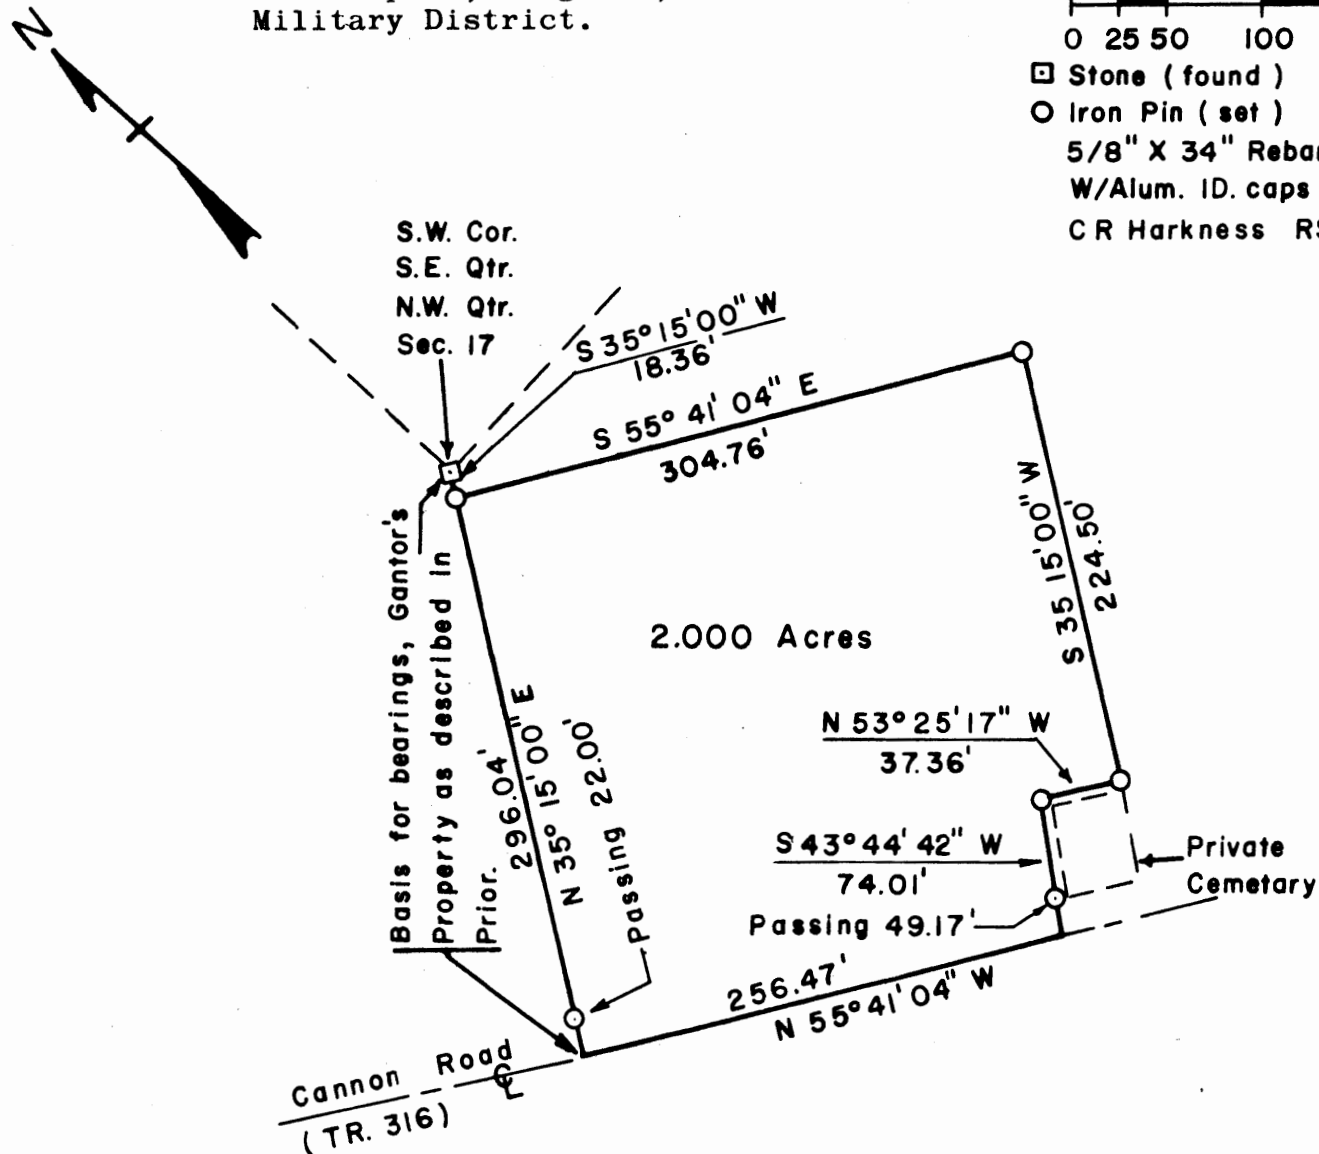 Military District.
N
0 25 50 100
Stone ( found )
Iron Pin ( set )
5/8" X 34" Rebar
W/Alum. ID. caps
CR Harkness
S.W. Cor.
S.E. Qtr.
N.W. Qtr.
Sec. 17
S 35° 15' 00" W
18.36'
S 55° 41' 04" E
304.76'
S 35 15' 00" W
224.50'
2.000 Acres
Basis for bearings, Gantor's
Property as described in
Prior.
296.04'
N 35° 15' 00" E
Passing 22.00'
N 53° 25' 17" W
37.36'
S 43° 44' 42" W
74.01'
Passing 49.17'
Private
Cemetary
256.47'
N 55° 41' 04" W
Cannon Road
(TR. 316)